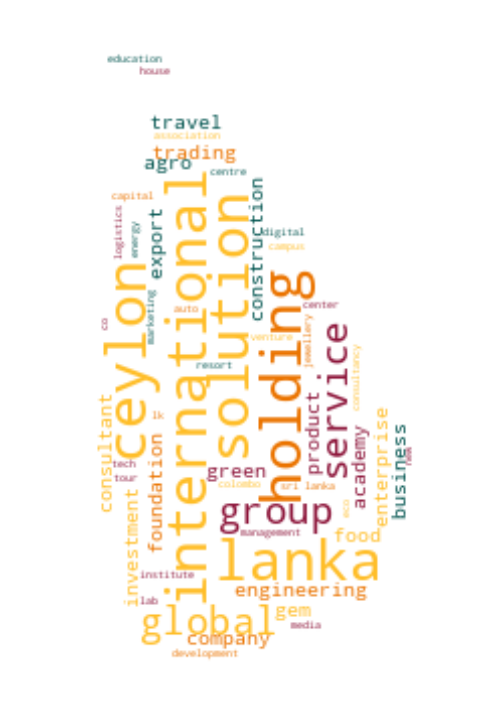 education
house
travel
association
trading
agro
centre
capital
international
solution
construction
logistics
energy
export
digital
campus
ceylon
holding
marketing
auto
center
co
service
venture
jewellery
consultancy
resort
consultant
lk
product
academy
enterprise
business
foundation
tech
tour
green
colombo
sri lanka
investment
group
eco
management
food
lanka
institute
engineering
lab
global
gem
company
media
development